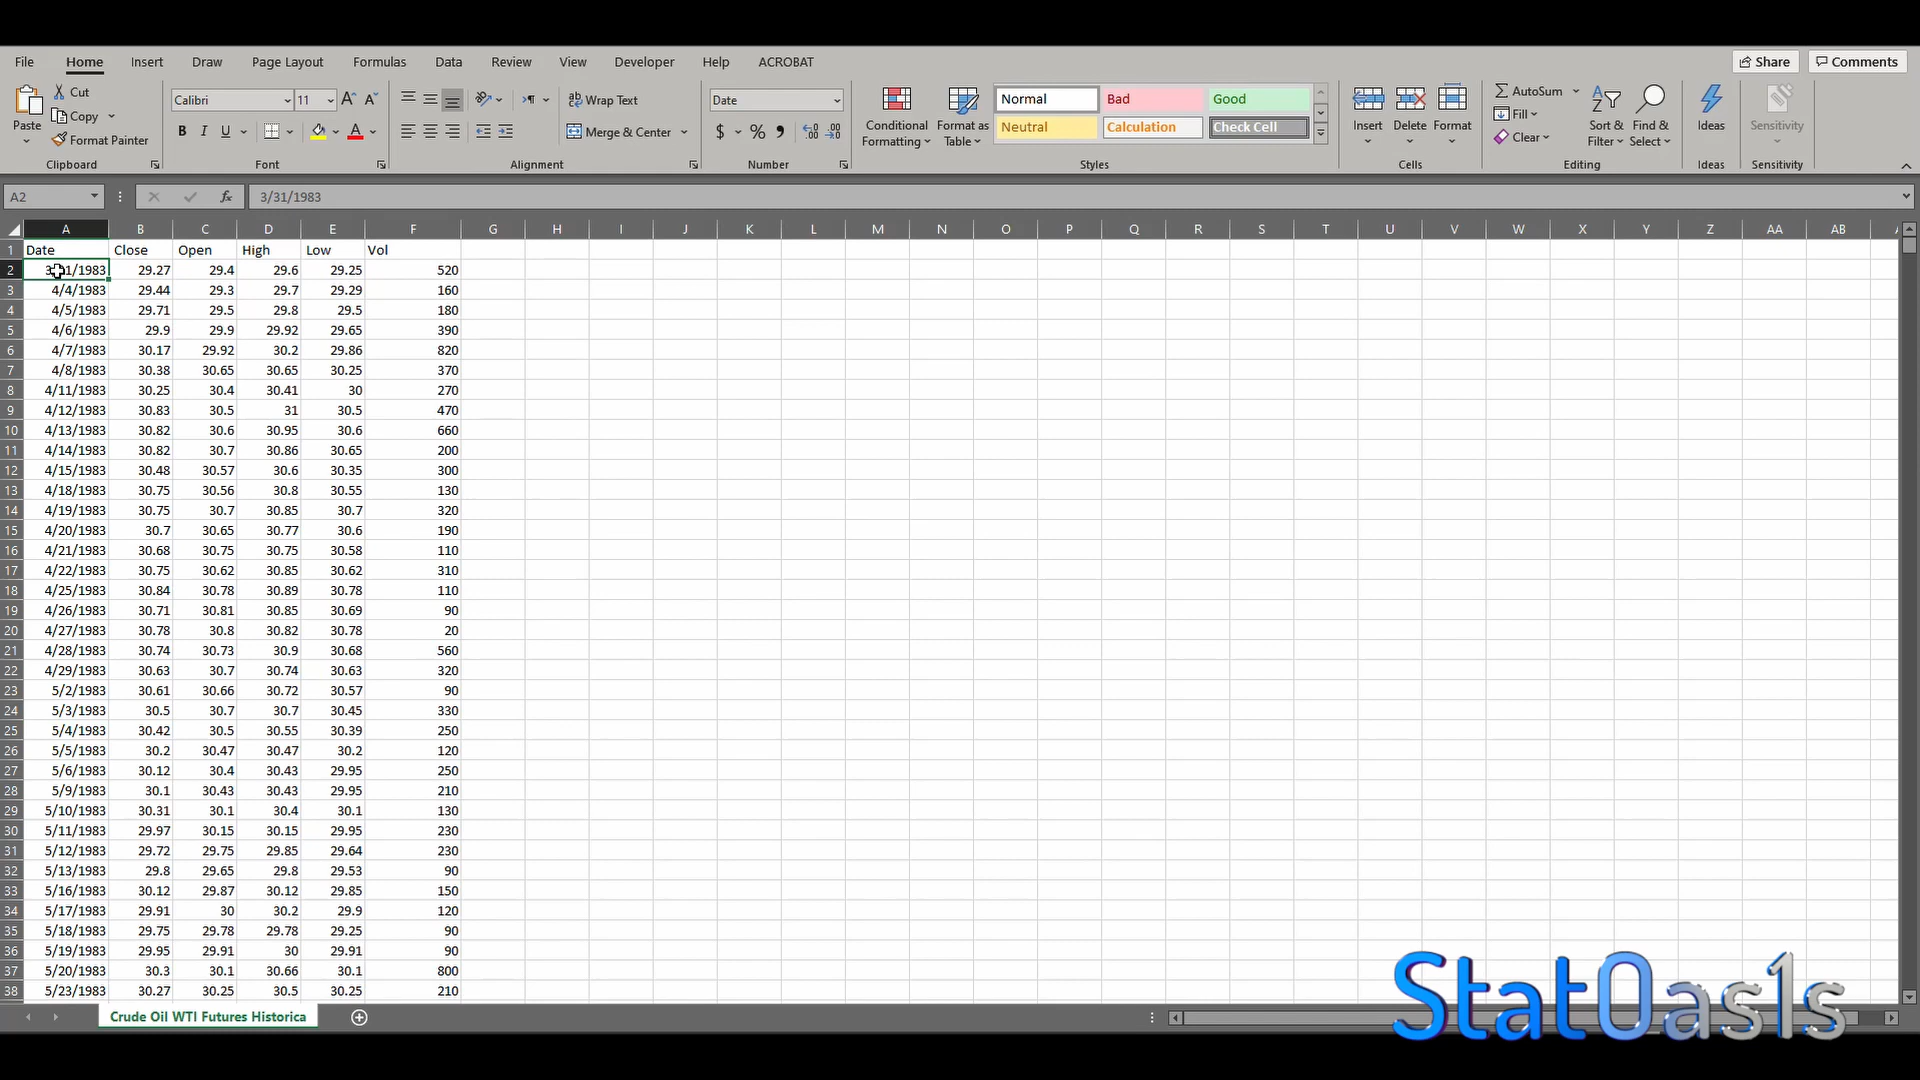 File Home Insert Draw Page Layout Formulas Data Review View Developer Help ACROBAT Share Comments
Paste Cut Copy Format Painter Clipboard
Calibri 11 A A B I U A Font
ab Wrap Text Merge & Center Alignment
Date $ % , Number
Conditional Formatting Format as Table Normal Bad Good Neutral Calculation Check Cell Styles
Insert Delete Format Cells
AutoSum Fill Clear Sort & Filter Find & Select Editing
Ideas Ideas
Sensitivity Sensitivity
A2 fx 3/31/1983
A B C D E F G H I J K L M N O P Q R S T U V W X Y Z AA AB
1 Date Close Open High Low Vol
2 29.27 29.4 29.6 29.25 520
3 4/4/1983 29.44 29.3 29.7 29.29 160
4 4/5/1983 29.71 29.5 29.8 29.5 180
5 4/6/1983 29.9 29.9 29.92 29.65 390
6 4/7/1983 30.17 29.92 30.2 29.86 820
7 4/8/1983 30.38 30.65 30.65 30.25 370
8 4/11/1983 30.25 30.4 30.41 30 270
9 4/12/1983 30.83 30.5 31 30.5 470
10 4/13/1983 30.82 30.6 30.95 30.6 660
11 4/14/1983 30.82 30.7 30.86 30.65 200
12 4/15/1983 30.48 30.57 30.6 30.35 300
13 4/18/1983 30.75 30.56 30.8 30.55 130
14 4/19/1983 30.75 30.7 30.85 30.7 320
15 4/20/1983 30.7 30.65 30.77 30.6 190
16 4/21/1983 30.68 30.75 30.75 30.58 110
17 4/22/1983 30.75 30.62 30.85 30.62 310
18 4/25/1983 30.84 30.78 30.89 30.78 110
19 4/26/1983 30.71 30.81 30.85 30.69 90
20 4/27/1983 30.78 30.8 30.82 30.78 20
21 4/28/1983 30.74 30.73 30.9 30.68 560
22 4/29/1983 30.63 30.7 30.74 30.63 320
23 5/2/1983 30.61 30.66 30.72 30.57 90
24 5/3/1983 30.5 30.7 30.7 30.45 330
25 5/4/1983 30.42 30.5 30.55 30.39 250
26 5/5/1983 30.2 30.47 30.47 30.2 120
27 5/6/1983 30.12 30.4 30.43 29.95 250
28 5/9/1983 30.1 30.43 30.43 29.95 210
29 5/10/1983 30.31 30.1 30.4 30.1 130
30 5/11/1983 29.97 30.15 30.15 29.95 230
31 5/12/1983 29.72 29.75 29.85 29.64 230
32 5/13/1983 29.8 29.65 29.8 29.53 90
33 5/16/1983 30.12 29.87 30.12 29.85 150
34 5/17/1983 29.91 30 30.2 29.9 120
35 5/18/1983 29.75 29.78 29.78 29.25 90
36 5/19/1983 29.95 29.91 30 29.91 90
37 5/20/1983 30.3 30.1 30.66 30.1 800
38 5/23/1983 30.27 30.25 30.5 30.25 210
Crude Oil WTI Futures Historica
StatOas1s